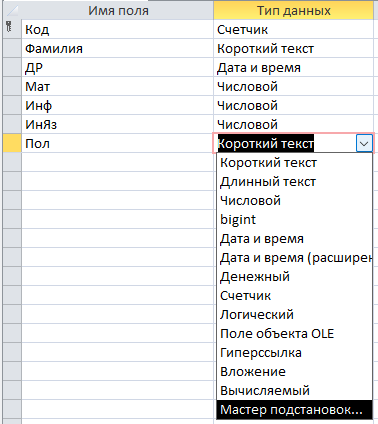 Имя поля Тип данных
Код Счетчик
Фамилия Короткий текст
ДР Дата и время
Мат Числовой
Инф Числовой
ИнЯз Числовой
Пол Короткий текст
Короткий текст
Длинный текст
Числовой
bigint
Дата и время
Дата и время (расширен
Денежный
Счетчик
Логический
Поле объекта OLE
Гиперссылка
Вложение
Вычисляемый
Мастер подстановок...